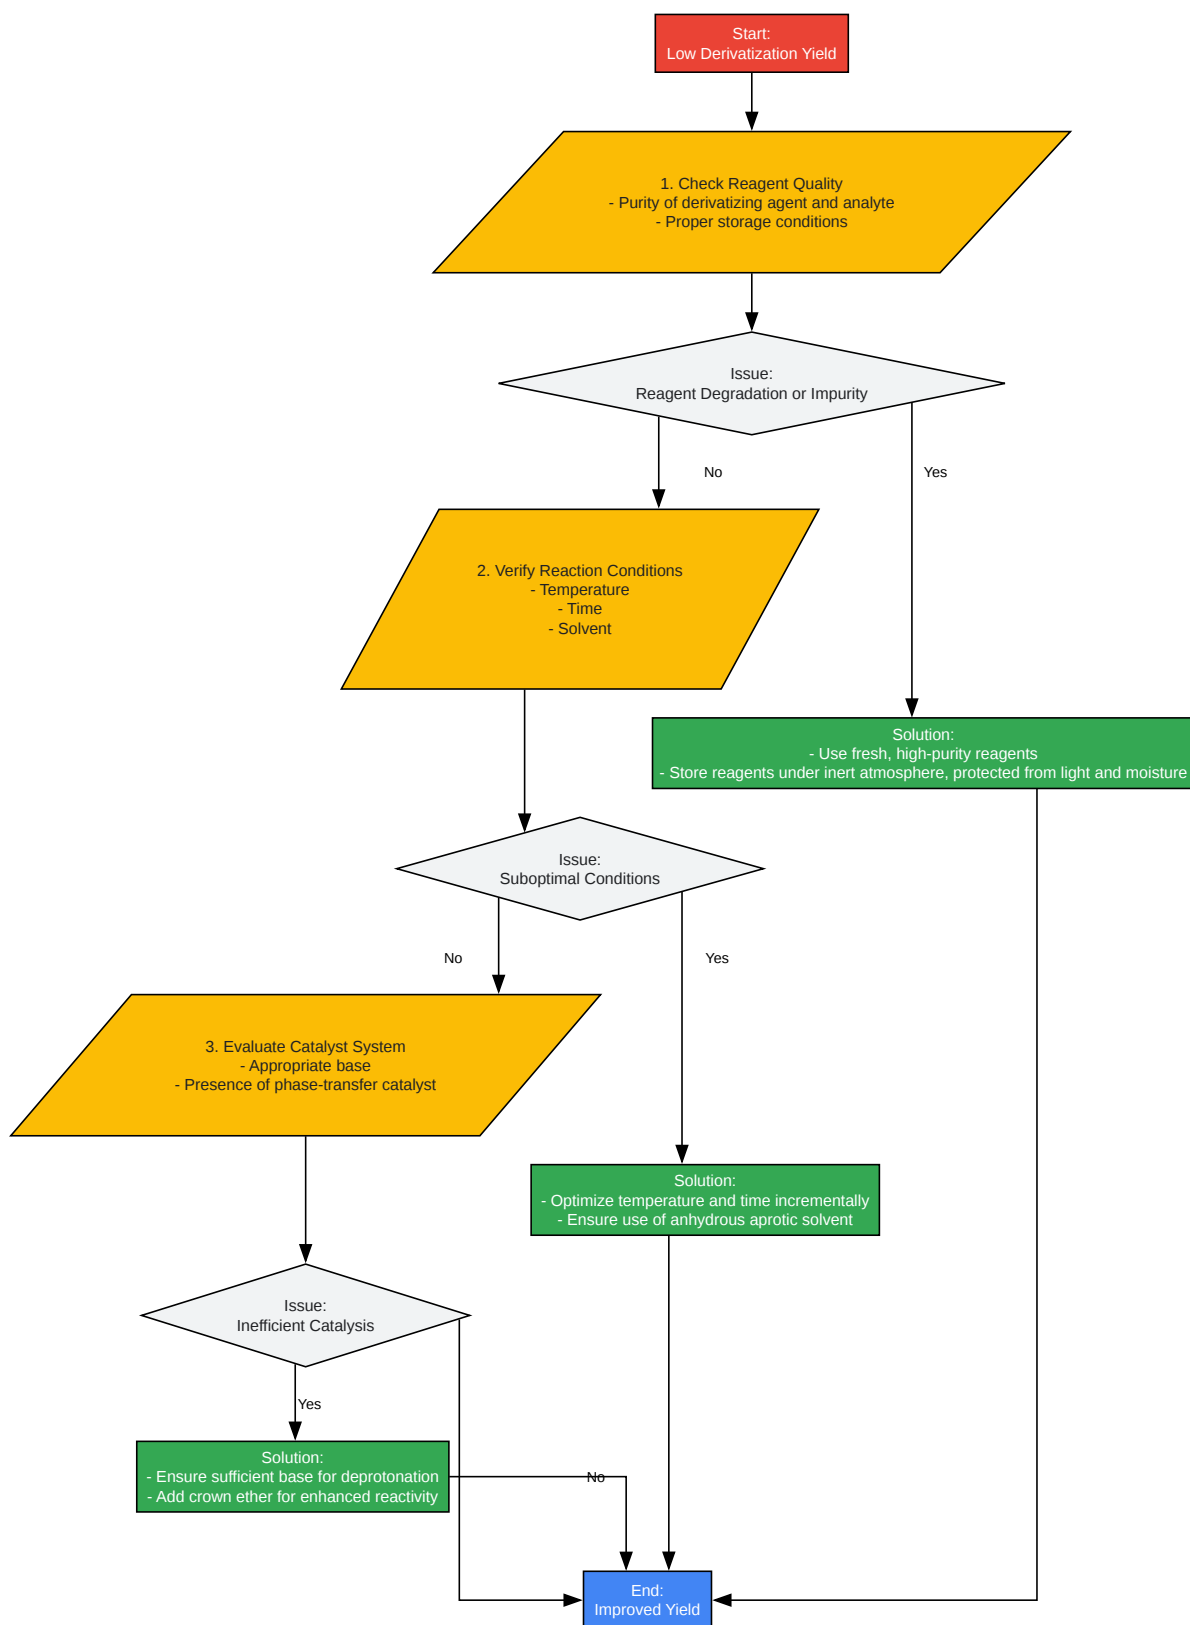 Start:
Low Derivatization Yield
1. Check Reagent Quality
- Purity of derivatizing agent and analyte
- Proper storage conditions
Issue:
Reagent Degradation or Impurity
No
Yes
2. Verify Reaction Conditions
- Temperature
- Time
- Solvent
Solution:
- Use fresh, high-purity reagents
- Store reagents under inert atmosphere, protected from light and moisture
Issue:
Suboptimal Conditions
No
Yes
3. Evaluate Catalyst System
- Appropriate base
- Presence of phase-transfer catalyst
Solution:
- Optimize temperature and time incrementally
- Ensure use of anhydrous aprotic solvent
Issue:
Inefficient Catalysis
Yes
Solution:
- Ensure sufficient base for deprotonation
- Add crown ether for enhanced reactivity
No
End:
Improved Yield